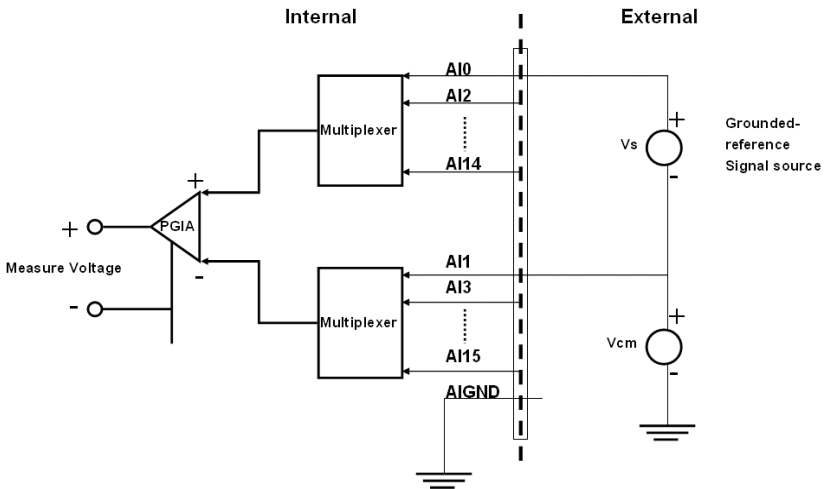 Internal
External
AI0
AI2
Multiplexer
AI14
+
Vs
-
Grounded-
reference
Signal source
+
PGIA
-
+
Measure Voltage
-
AI1
AI3
Multiplexer
AI15
AIGND
+
Vcm
-